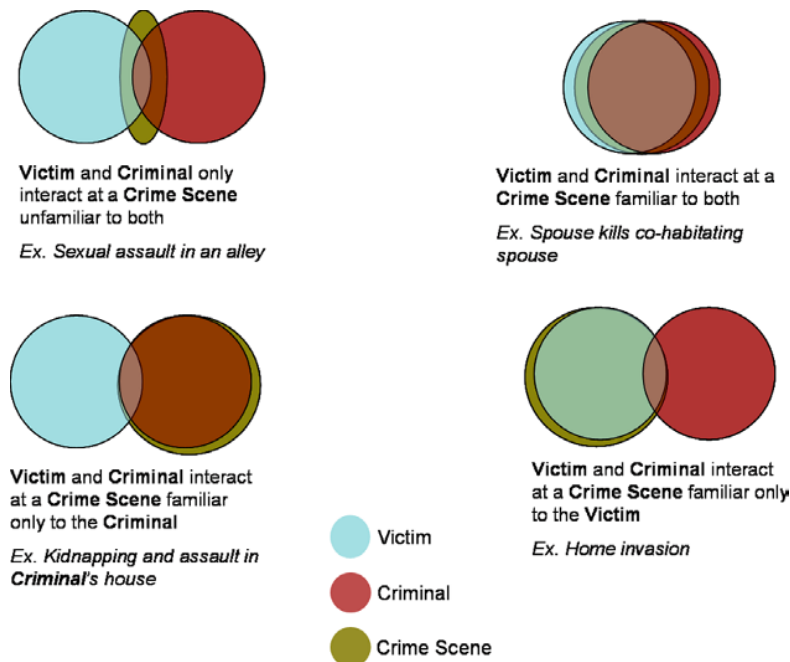 Victim and Criminal only
interact at a Crime Scene
unfamiliar to both
Ex. Sexual assault in an alley
Victim and Criminal interact at a
Crime Scene familiar to both
Ex. Spouse kills co-habitating
spouse
Victim and Criminal interact
at a Crime Scene familiar
only to the Criminal
Ex. Kidnapping and assault in
Criminal's house
Victim and Criminal interact
at a Crime Scene familiar only
to the Victim
Ex. Home invasion
Victim
Criminal
Crime Scene